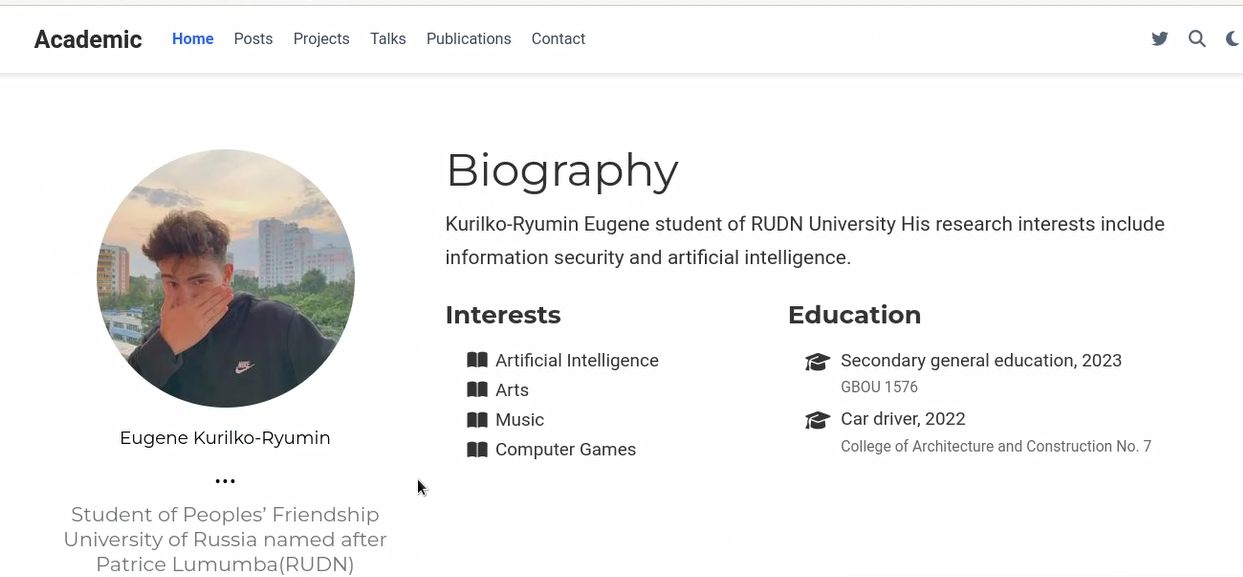 Academic Home Posts Projects Talks Publications Contact
Biography
Kurilko-Ryumin Eugene student of RUDN University His research interests include
information security and artificial intelligence.
Interests
Artificial Intelligence
Arts
Music
Computer Games
Education
Secondary general education, 2023
GBOU 1576
Car driver, 2022
College of Architecture and Construction No. 7
NIKE
Eugene Kurilko-Ryumin
...
Student of Peoples’ Friendship
University of Russia named after
Patrice Lumumba(RUDN)